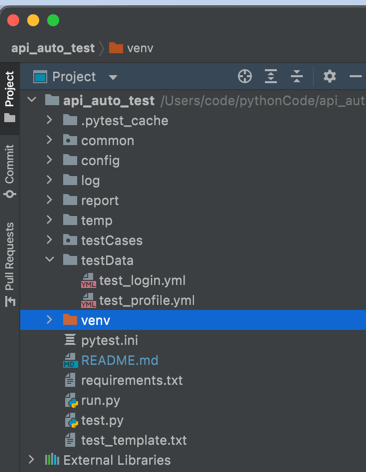 api_auto_test venv
Project
Project
api_auto_test /Users/code/pythonCode/api_aut
.pytest_cache
common
config
log
report
temp
testCases
testData
YML test_login.yml
YML test_profile.yml
venv
pytest.ini
MD README.md
requirements.txt
run.py
test.py
test_template.txt
External Libraries
Commit
Pull Requests